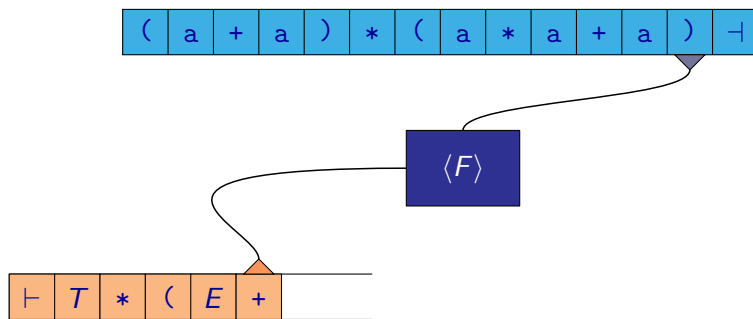 ( a + a ) * ( a * a + a ) ⊣
⟨F⟩
⊢ T * ( E +